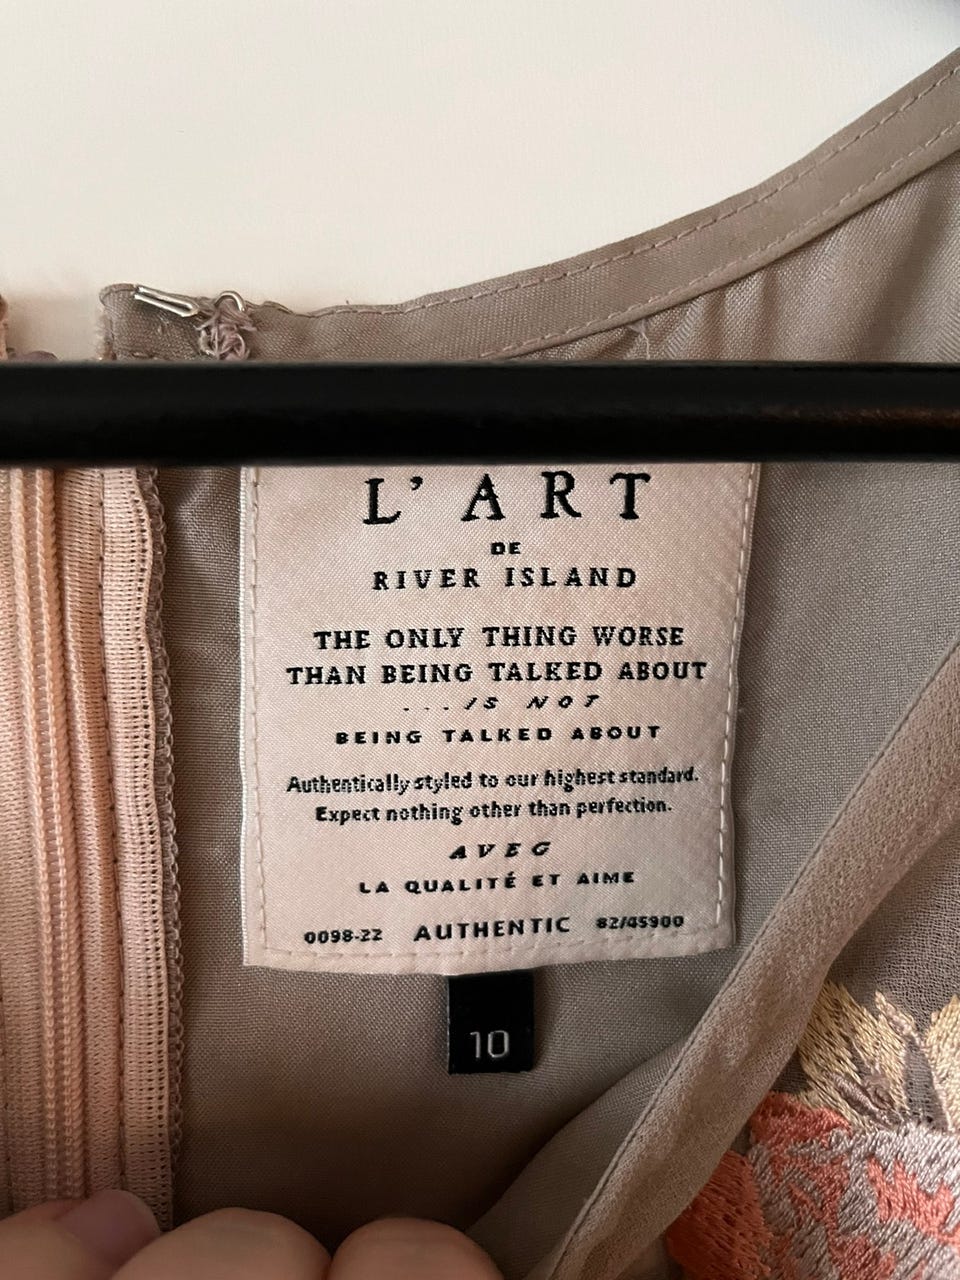 L' ART
DE
RIVER ISLAND
THE ONLY THING WORSE
THAN BEING TALKED ABOUT
...IS NOT
BEING TALKED ABOUT
Authentically styled to our highest standard.
Expect nothing other than perfection.
AVEG
LA QUALITÉ ET AIME
0098-22 AUTHENTIC 82/45900
10